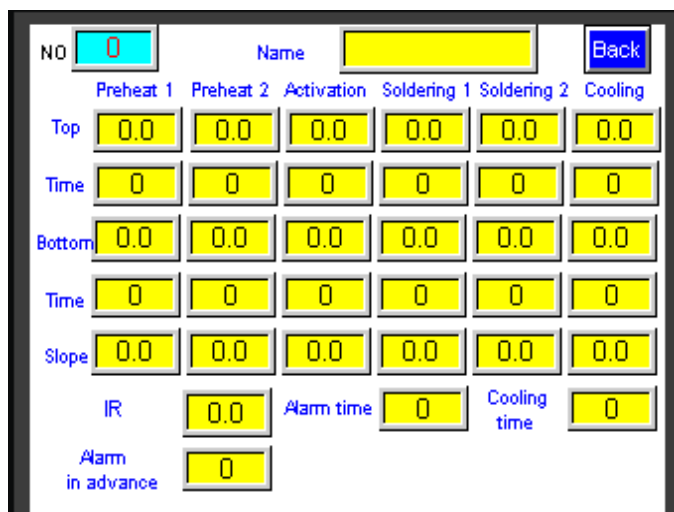 NO 0 Name Back
Preheat 1 Preheat 2 Activation Soldering 1 Soldering 2 Cooling
Top 0.0 0.0 0.0 0.0 0.0 0.0
Time 0 0 0 0 0 0
Bottom 0.0 0.0 0.0 0.0 0.0 0.0
Time 0 0 0 0 0 0
Slope 0.0 0.0 0.0 0.0 0.0 0.0
IR 0.0 Alarm time 0 Cooling time 0
Alarm in advance 0